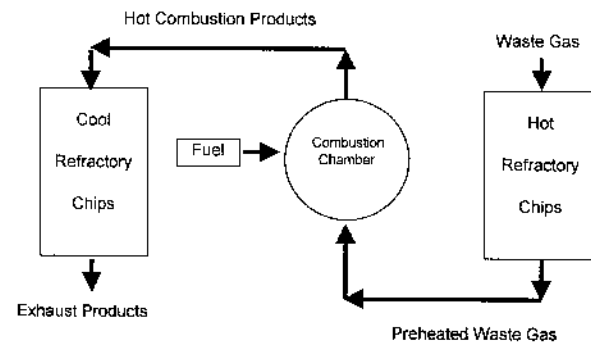 Hot Combustion Products
Waste Gas
Cool
Refractory
Chips
Fuel
Combustion
Chamber
Hot
Refractory
Chips
Exhaust Products
Preheated Waste Gas